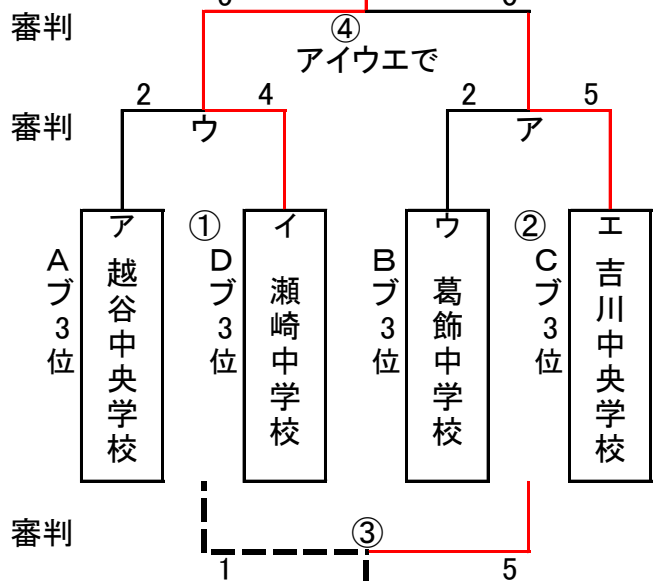 審判
④
アイウエで
2 4 2 5
審判
ウ ア
ア ① イ ウ ② エ
Aブ3位
越谷中央学校
Dブ3位
瀬崎中学校
Bブ3位
葛飾中学校
Cブ3位
吉川中央学校
審判
③
1 5